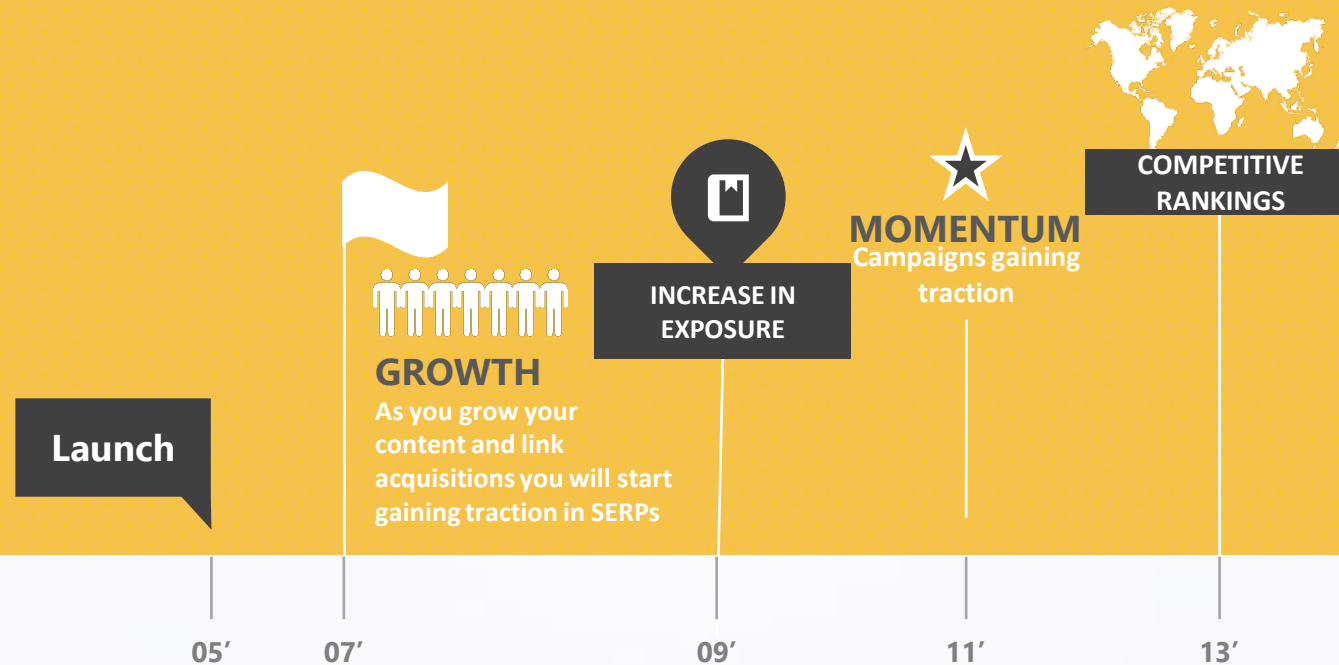 Launch
GROWTH
As you grow your
content and link
acquisitions you will start
gaining traction in SERPs
INCREASE IN
EXPOSURE
MOMENTUM
Campaigns gaining
traction
COMPETITIVE
RANKINGS
05′
07′
09′
11′
13′